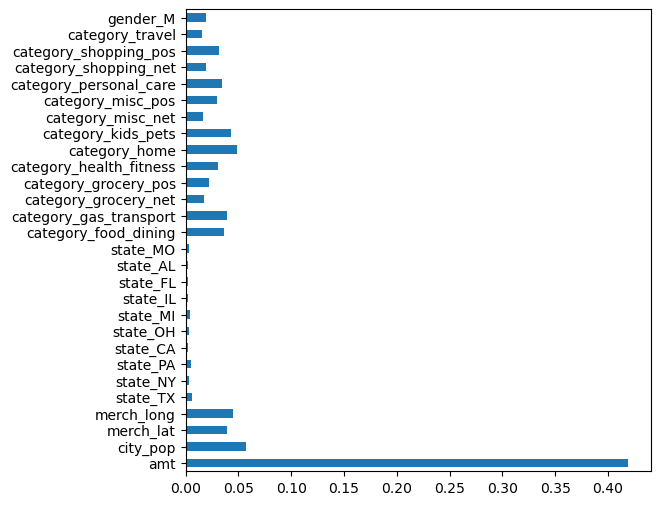 gender_M
category_travel
category_shopping_pos
category_shopping_net
category_personal_care
category_misc_pos
category_misc_net
category_kids_pets
category_home
category_health_fitness
category_grocery_pos
category_grocery_net
category_gas_transport
category_food_dining
state_MO
state_AL
state_FL
state_IL
state_MI
state_OH
state_CA
state_PA
state_NY
state_TX
merch_long
merch_lat
city_pop
amt
0.00 0.05 0.10 0.15 0.20 0.25 0.30 0.35 0.40